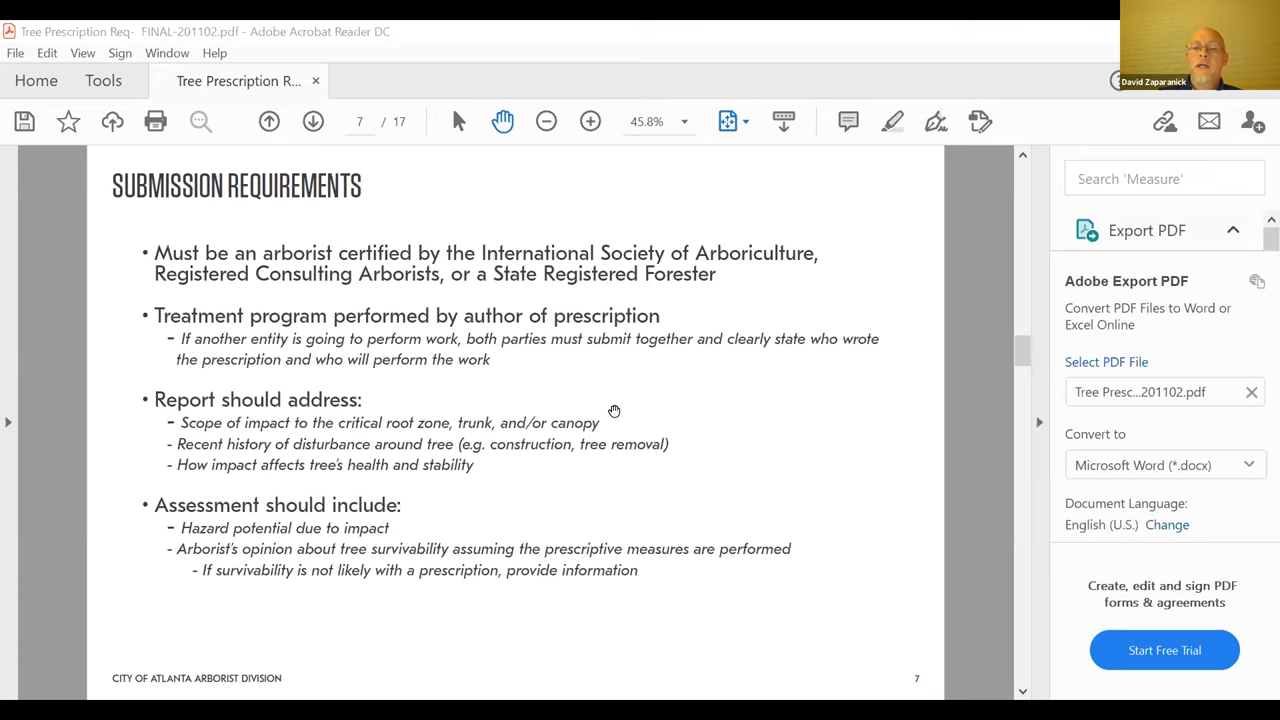 Tree Prescription Req- FINAL-201102.pdf - Adobe Acrobat Reader DC
File Edit View Sign Window Help
Home Tools Tree Prescription R... ×
7 / 17 45.8%
David Zaparanick
SUBMISSION REQUIREMENTS
• Must be an arborist certified by the International Society of Arboriculture,
Registered Consulting Arborists, or a State Registered Forester
• Treatment program performed by author of prescription
- If another entity is going to perform work, both parties must submit together and clearly state who wrote
the prescription and who will perform the work
• Report should address:
- Scope of impact to the critical root zone, trunk, and/or canopy
- Recent history of disturbance around tree (e.g. construction, tree removal)
- How impact affects tree's health and stability
• Assessment should include:
- Hazard potential due to impact
- Arborist's opinion about tree survivability assuming the prescriptive measures are performed
- If survivability is not likely with a prescription, provide information
CITY OF ATLANTA ARBORIST DIVISION 7
Search 'Measure'
Export PDF
Adobe Export PDF
Convert PDF Files to Word or
Excel Online
Select PDF File
Tree Presc...201102.pdf
Convert to
Microsoft Word (*.docx)
Document Language:
English (U.S.) Change
Create, edit and sign PDF
forms & agreements
Start Free Trial